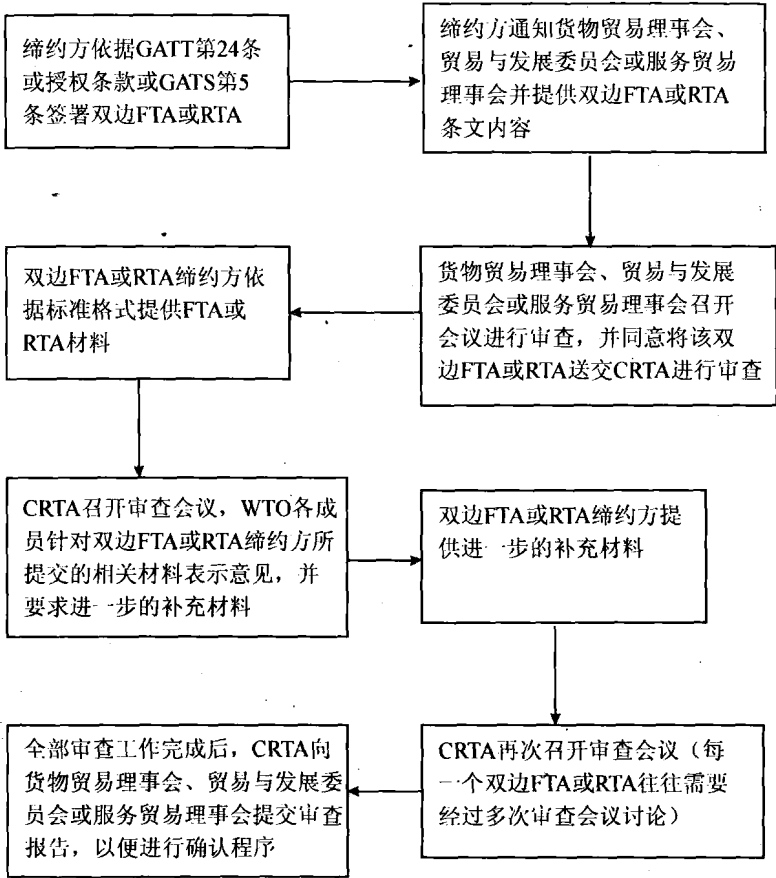 缔约方依据GATT第24条
或授权条款或GATS第5
条签署双边FTA或RTA
缔约方通知货物贸易理事会、
贸易与发展委员会或服务贸易
理事会并提供双边FTA或RTA
条文内容
货物贸易理事会、贸易与发展
委员会或服务贸易理事会召开
会议进行审查，并同意将该双
边FTA或RTA送交CRTA进行审查
双边FTA或RTA缔约方依
据标准格式提供FTA或
RTA材料
CRTA召开审查会议，WTO各成
员针对双边FTA或RTA缔约方所
提交的相关材料表示意见，并
要求进一步的补充材料
双边FTA或RTA缔约方提
供进一步的补充材料
CRTA再次召开审查会议（每
一个双边FTA或RTA往往需要
经过多次审查会议讨论）
全部审查工作完成后，CRTA向
货物贸易理事会、贸易与发展委
员会或服务贸易理事会提交审查
报告，以便进行确认程序